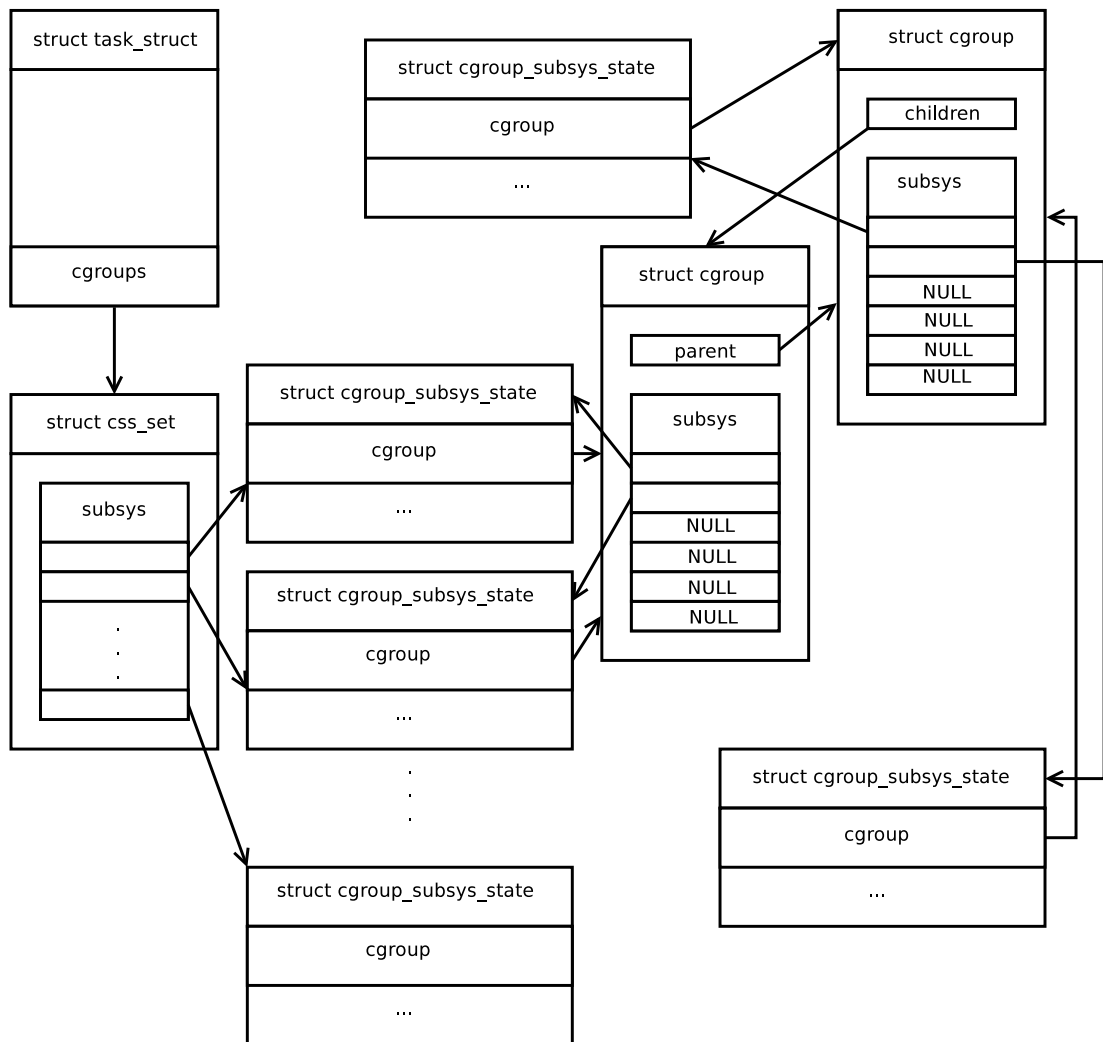 struct task_struct
cgroups
struct css_set
subsys
.
.
.
struct cgroup_subsys_state
cgroup
...
struct cgroup_subsys_state
cgroup
...
struct cgroup_subsys_state
cgroup
...
.
.
.
struct cgroup_subsys_state
cgroup
...
struct cgroup
parent
subsys
NULL
NULL
NULL
NULL
struct cgroup
children
subsys
NULL
NULL
NULL
NULL
struct cgroup_subsys_state
cgroup
...